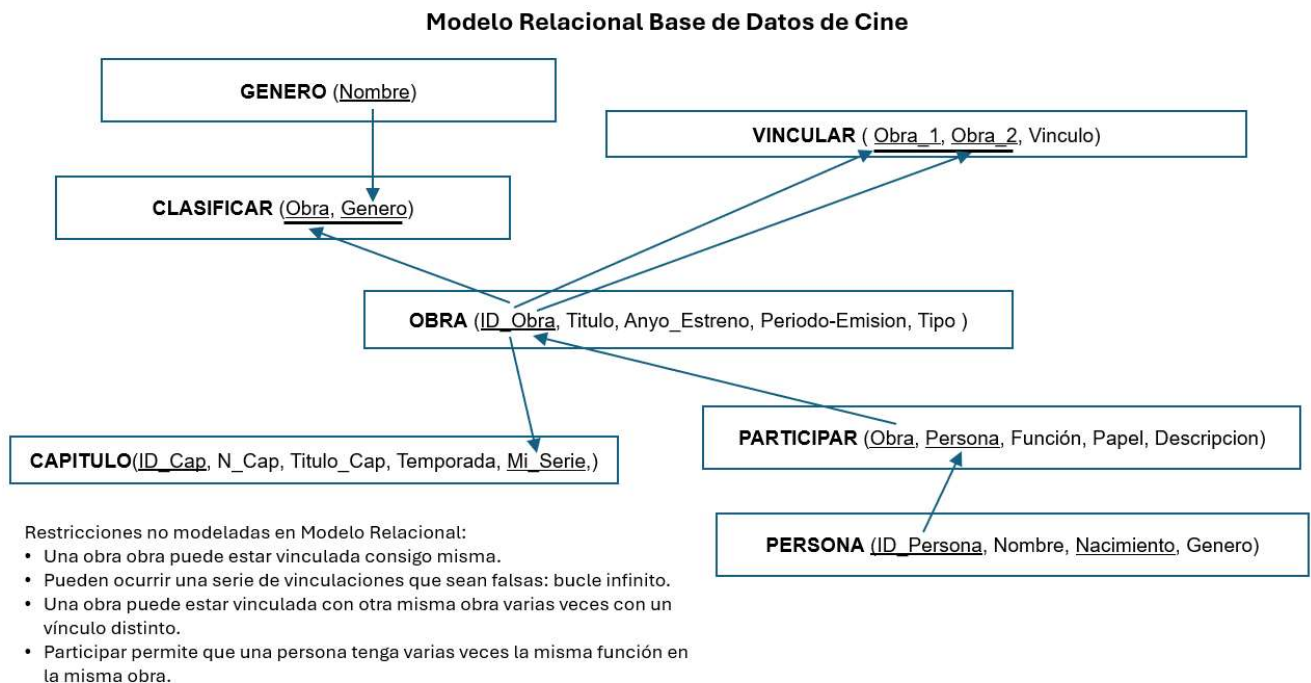 Modelo Relacional Base de Datos de Cine
GENERO (Nombre)
VINCULAR ( Obra_1, Obra_2, Vinculo)
CLASIFICAR (Obra, Genero)
OBRA (ID_Obra, Titulo, Anyo_Estreno, Periodo-Emision, Tipo )
PARTICIPAR (Obra, Persona, Función, Papel, Descripcion)
CAPITULO(ID_Cap, N_Cap, Titulo_Cap, Temporada, Mi_Serie,)
PERSONA (ID_Persona, Nombre, Nacimiento, Genero)
Restricciones no modeladas en Modelo Relacional:
• Una obra obra puede estar vinculada consigo misma.
• Pueden ocurrir una serie de vinculaciones que sean falsas: bucle infinito.
• Una obra puede estar vinculada con otra misma obra varias veces con un
vínculo distinto.
• Participar permite que una persona tenga varias veces la misma función en
la misma obra.